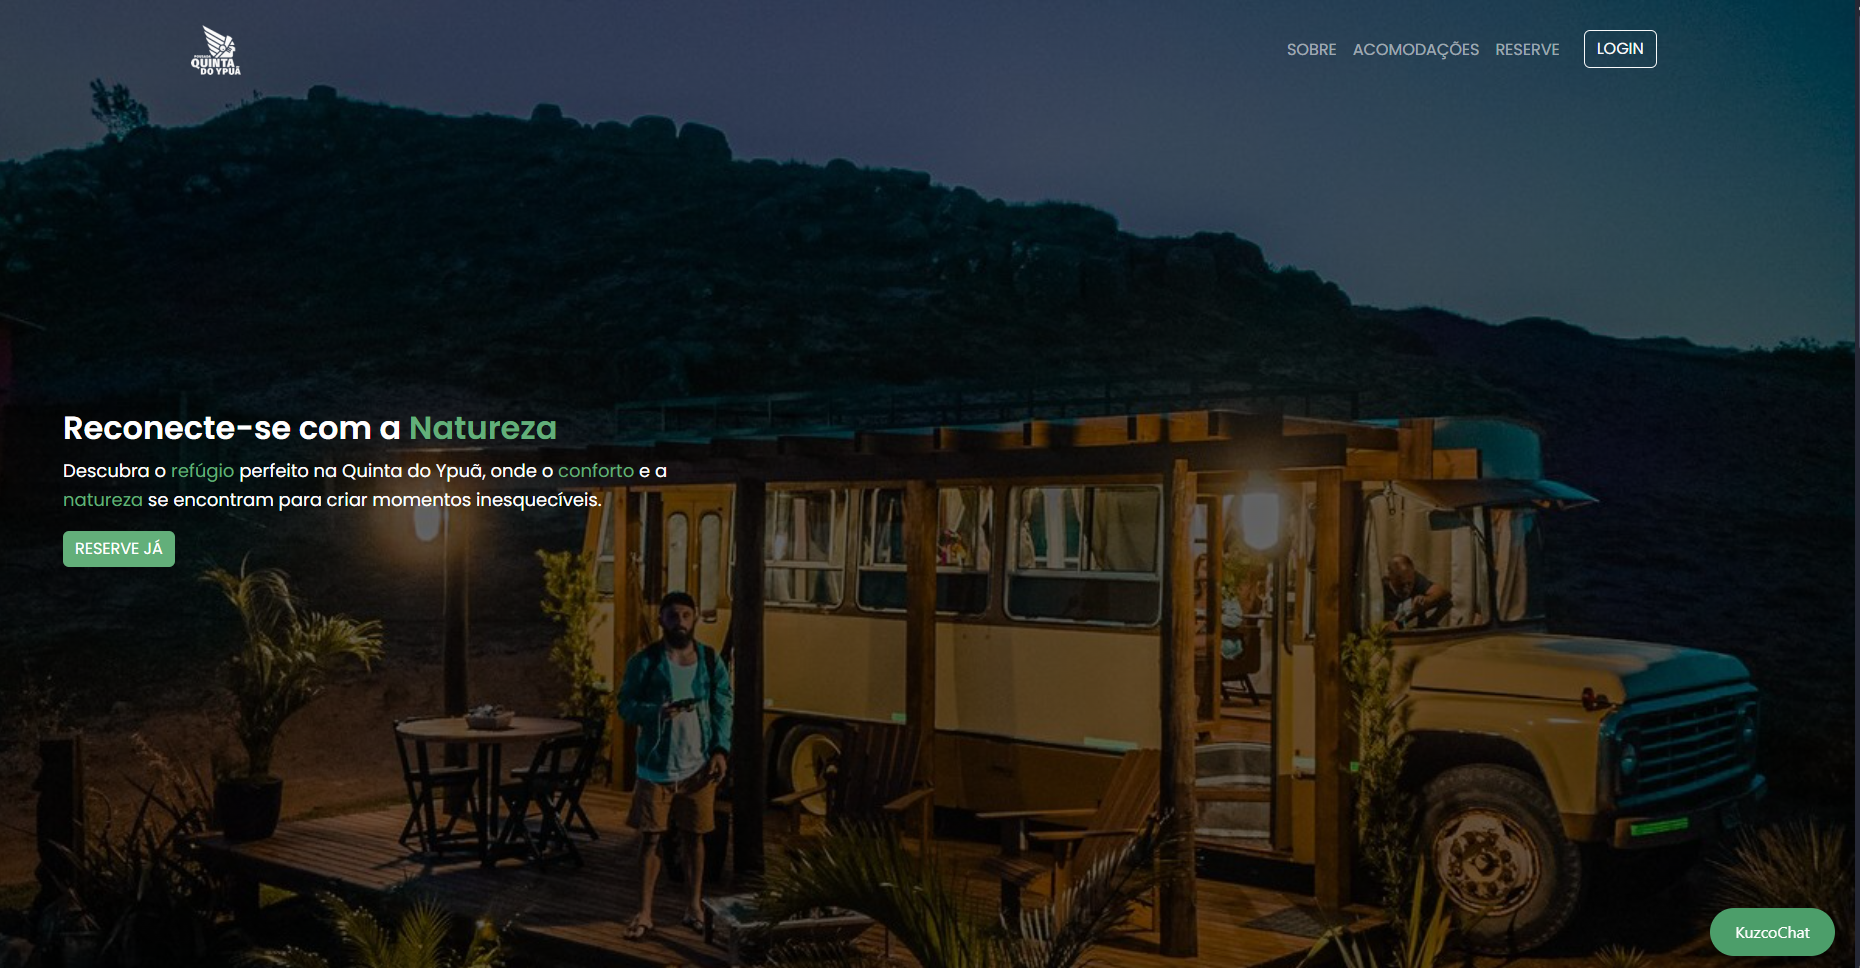 QUINTA
DO YPUÃ
SOBRE ACOMODAÇÕES RESERVE LOGIN
Reconecte-se com a Natureza
Descubra o refúgio perfeito na Quinta do Ypuã, onde o conforto e a
natureza se encontram para criar momentos inesquecíveis.
RESERVE JÁ
KuzcoChat